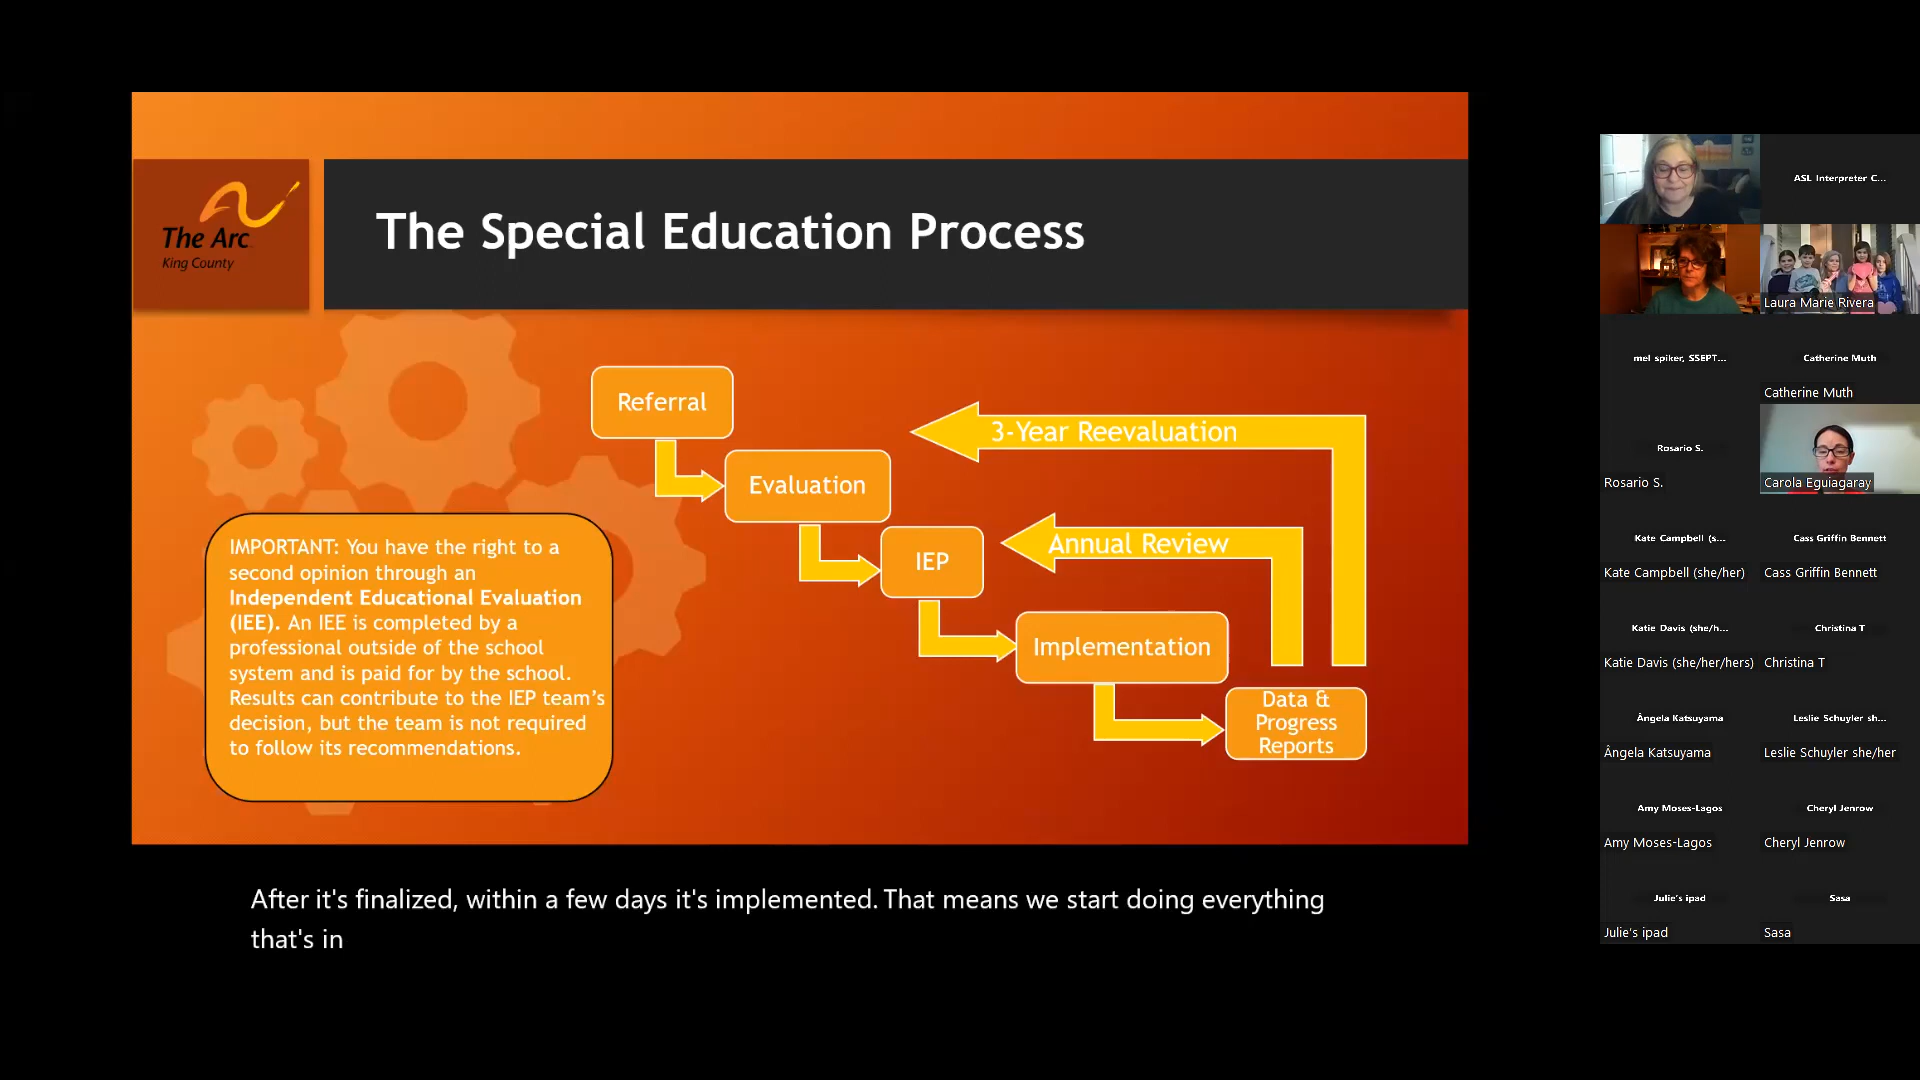 The Arc
King County
The Special Education Process
Referral
Evaluation
IEP
Implementation
Data &
Progress
Reports
3-Year Reevaluation
Annual Review
IMPORTANT: You have the right to a
second opinion through an
Independent Educational Evaluation
(IEE). An IEE is completed by a
professional outside of the school
system and is paid for by the school.
Results can contribute to the IEP team’s
decision, but the team is not required
to follow its recommendations.
After it's finalized, within a few days it's implemented. That means we start doing everything
that's in
ASL Interpreter C...
Laura Marie Rivera
mel spiker, SSEPT...
Catherine Muth
Catherine Muth
Rosario S.
Rosario S.
Carola Eguiagaray
Kate Campbell (s...
Kate Campbell (she/her)
Cass Griffin Bennett
Cass Griffin Bennett
Katie Davis (she/h...
Katie Davis (she/her/hers)
Christina T
Christina T
Ângela Katsuyama
Ângela Katsuyama
Leslie Schuyler sh...
Leslie Schuyler she/her
Amy Moses-Lagos
Amy Moses-Lagos
Cheryl Jenrow
Cheryl Jenrow
Julie's ipad
Julie's ipad
Sasa
Sasa